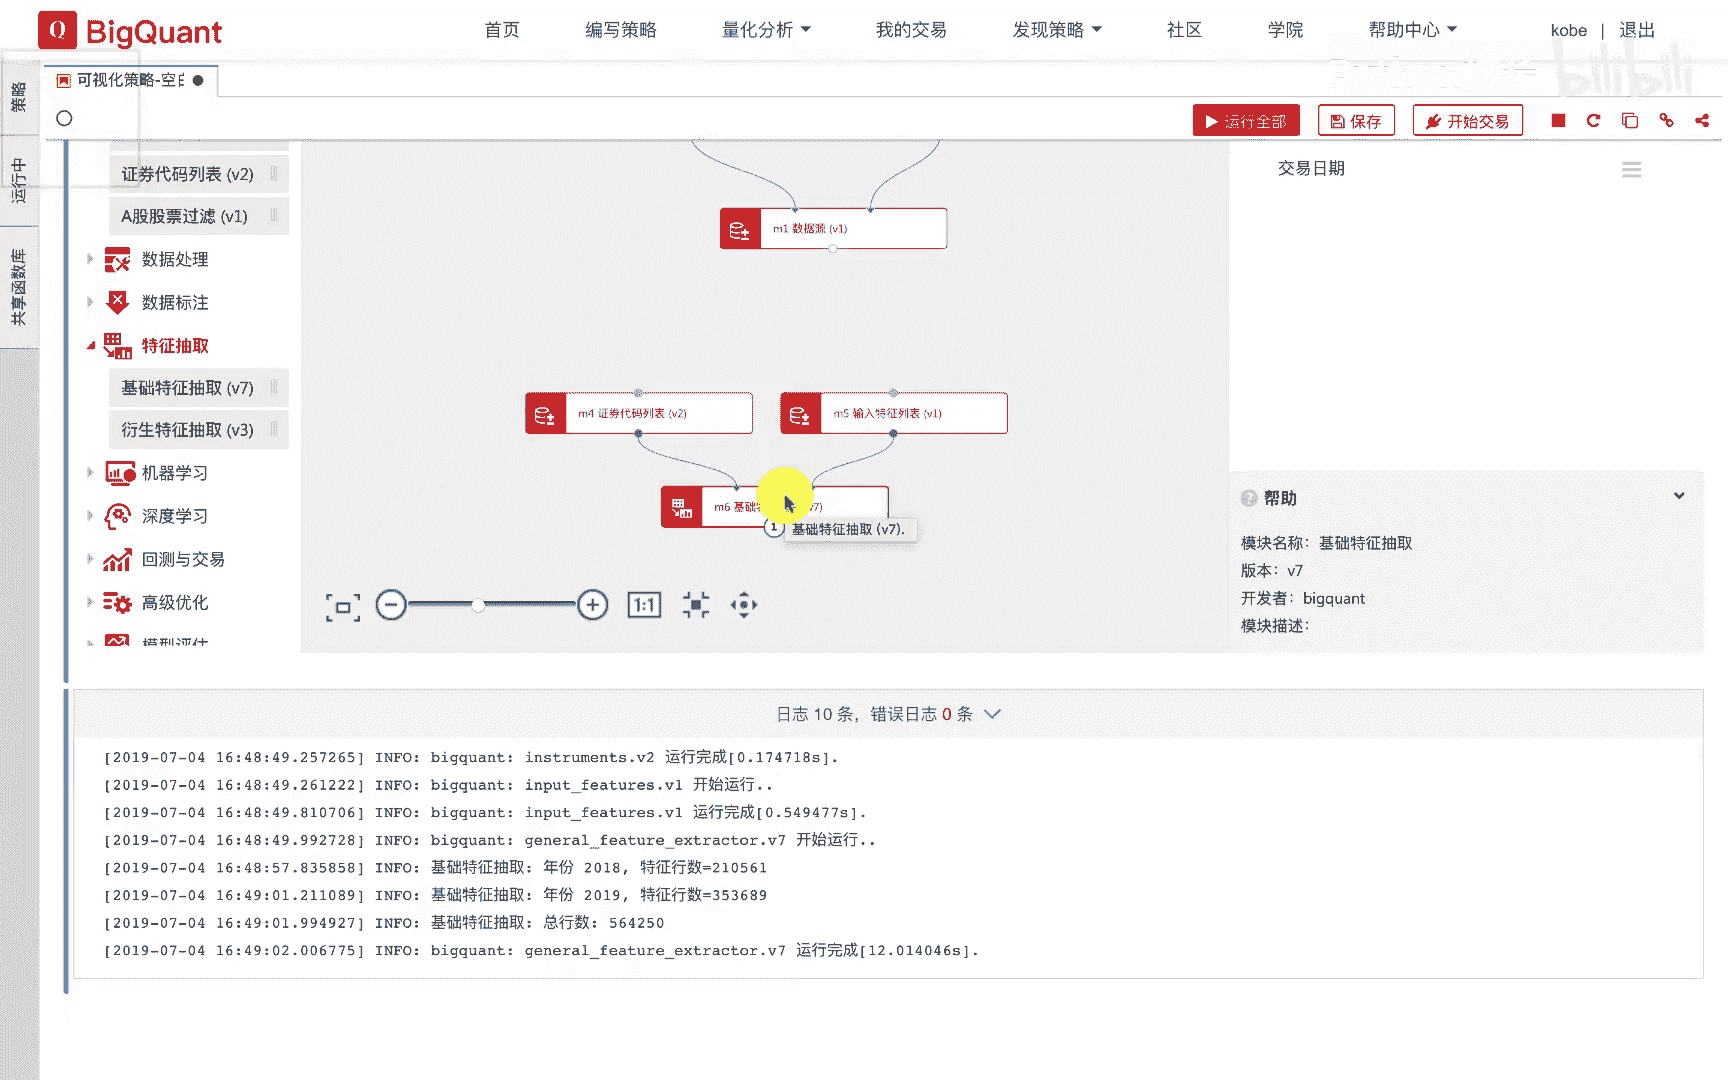 Q BigQuant
首页 编写策略 量化分析 我的交易 发现策略 社区 学院 帮助中心 kobe | 退出
bilibili
策略
运行中
共享函数库
可视化策略-空白
运行全部 保存 开始交易
证券代码列表 (v2)
A股股票过滤 (v1)
数据处理
数据标注
特征抽取
基础特征抽取 (v7)
衍生特征抽取 (v3)
机器学习
深度学习
回测与交易
高级优化
模型评估
m1 数据源 (v1)
m4 证券代码列表 (v2)
m5 输入特征列表 (v1)
m6 基础
v7)
1
基础特征抽取 (v7).
1:1
交易日期
帮助
模块名称：基础特征抽取
版本：v7
开发者：bigquant
模块描述：
日志 10 条，错误日志 0 条
[2019-07-04 16:48:49.257265] INFO: bigquant: instruments.v2 运行完成[0.174718s].
[2019-07-04 16:48:49.261222] INFO: bigquant: input_features.v1 开始运行..
[2019-07-04 16:48:49.810706] INFO: bigquant: input_features.v1 运行完成[0.549477s].
[2019-07-04 16:48:49.992728] INFO: bigquant: general_feature_extractor.v7 开始运行..
[2019-07-04 16:48:57.835858] INFO: 基础特征抽取: 年份 2018, 特征行数=210561
[2019-07-04 16:49:01.211089] INFO: 基础特征抽取: 年份 2019, 特征行数=353689
[2019-07-04 16:49:01.994927] INFO: 基础特征抽取: 总行数: 564250
[2019-07-04 16:49:02.006775] INFO: bigquant: general_feature_extractor.v7 运行完成[12.014046s].